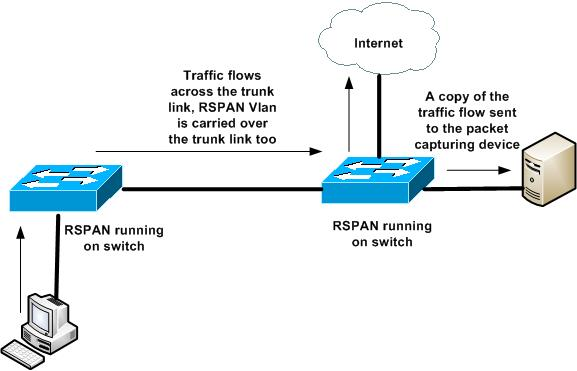 Internet
Traffic flows
across the trunk
link, RSPAN Vlan
is carried over
the trunk link too
A copy of the
traffic flow sent
to the packet
capturing device
RSPAN running
on switch
RSPAN running
on switch